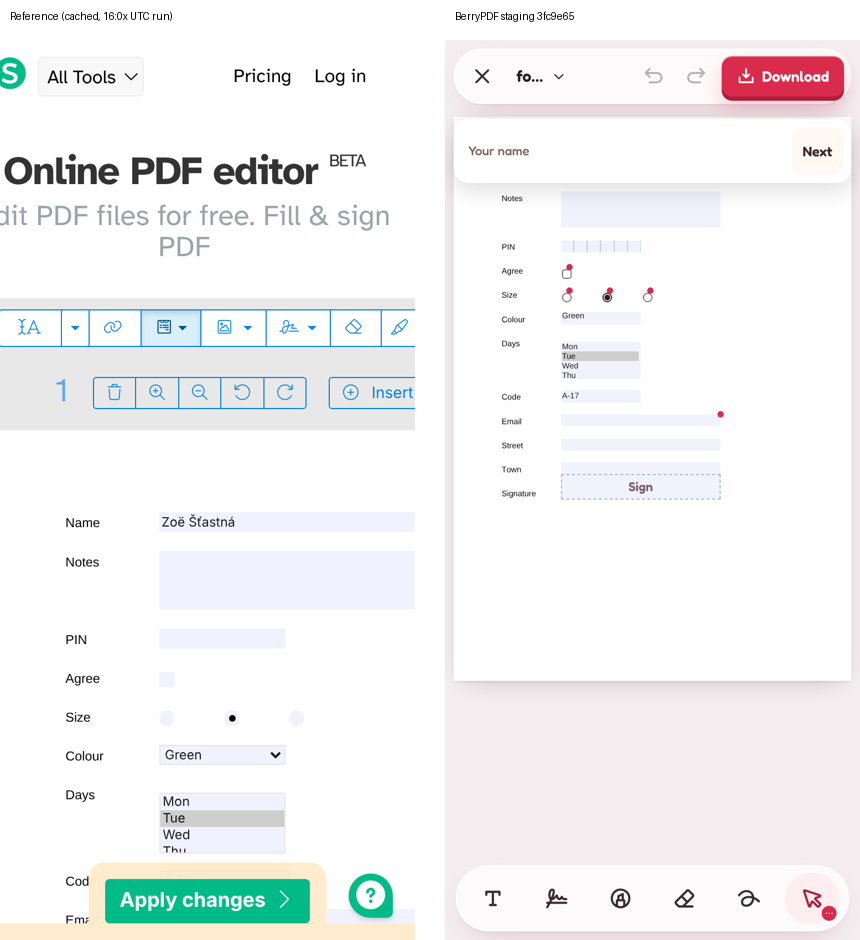 Reference (cached, 16:0x UTC run)
S
All Tools
Pricing
Log in
Online PDF editor BETA
dit PDF files for free. Fill & sign
PDF
1
Insert
Name
Zoë Šťastná
Notes
PIN
Agree
Size
Colour
Green
Days
Mon
Tue
Wed
Thu
Cod
Apply changes
?
Ema
BerryPDF staging 3fc9e65
fo...
Download
Your name
Next
Notes
PIN
Agree
Size
Colour
Green
Days
Mon
Tue
Wed
Thu
Code
A-17
Email
Street
Town
Signature
Sign